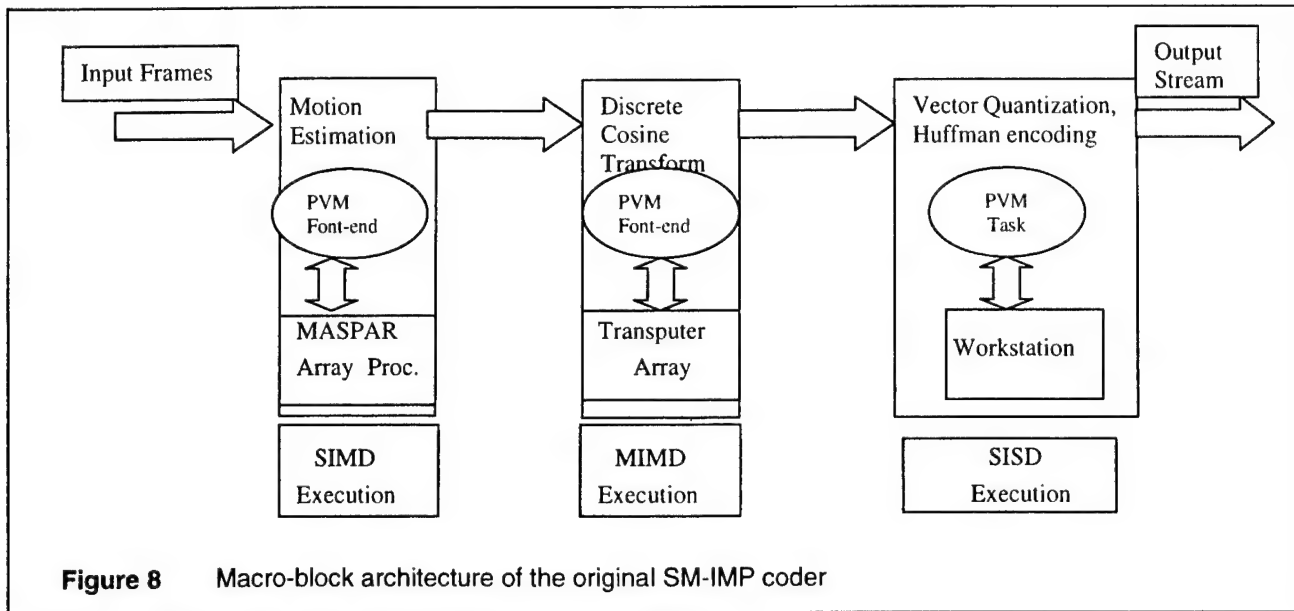 Input Frames
Output
Stream
Motion
Estimation
PVM
Font-end
MASPAR
Array Proc.
SIMD
Execution
Discrete
Cosine
Transform
PVM
Font-end
Transputer
Array
MIMD
Execution
Vector Quantization,
Huffman encoding
PVM
Task
Workstation
SISD
Execution
Figure 8 Macro-block architecture of the original SM-IMP coder